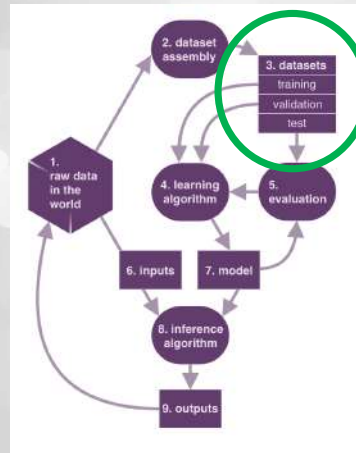 2. dataset
assembly
3. datasets
training
validation
test
1.
raw data
in the
world
4. learning
algorithm
5.
evaluation
6. inputs
7. model
8. inference
algorithm
9. outputs